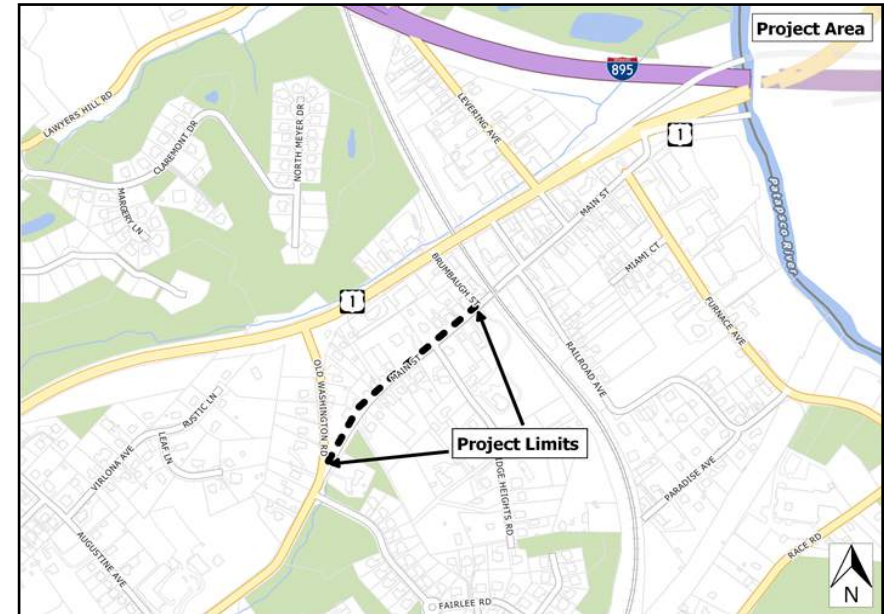 Project Area
895
1
LAWYERS HILL RD
CLAREMONT DR
NORTH MEYER DR
LEVERING AVE
MARGERY LN
MAIN ST
Patapsco River
BRUMBAUGH ST
MIAMI CT
1
FURNACE AVE
OLD WASHINGTON RD
MAIN ST
RAILROAD AVE
RUSTIC LN
LEAF LN
VIRLONA AVE
Project Limits
DGE HEIGHTS RD
PARADISE AVE
AUGUSTINE AVE
RACE RD
FAIRLEE RD
N